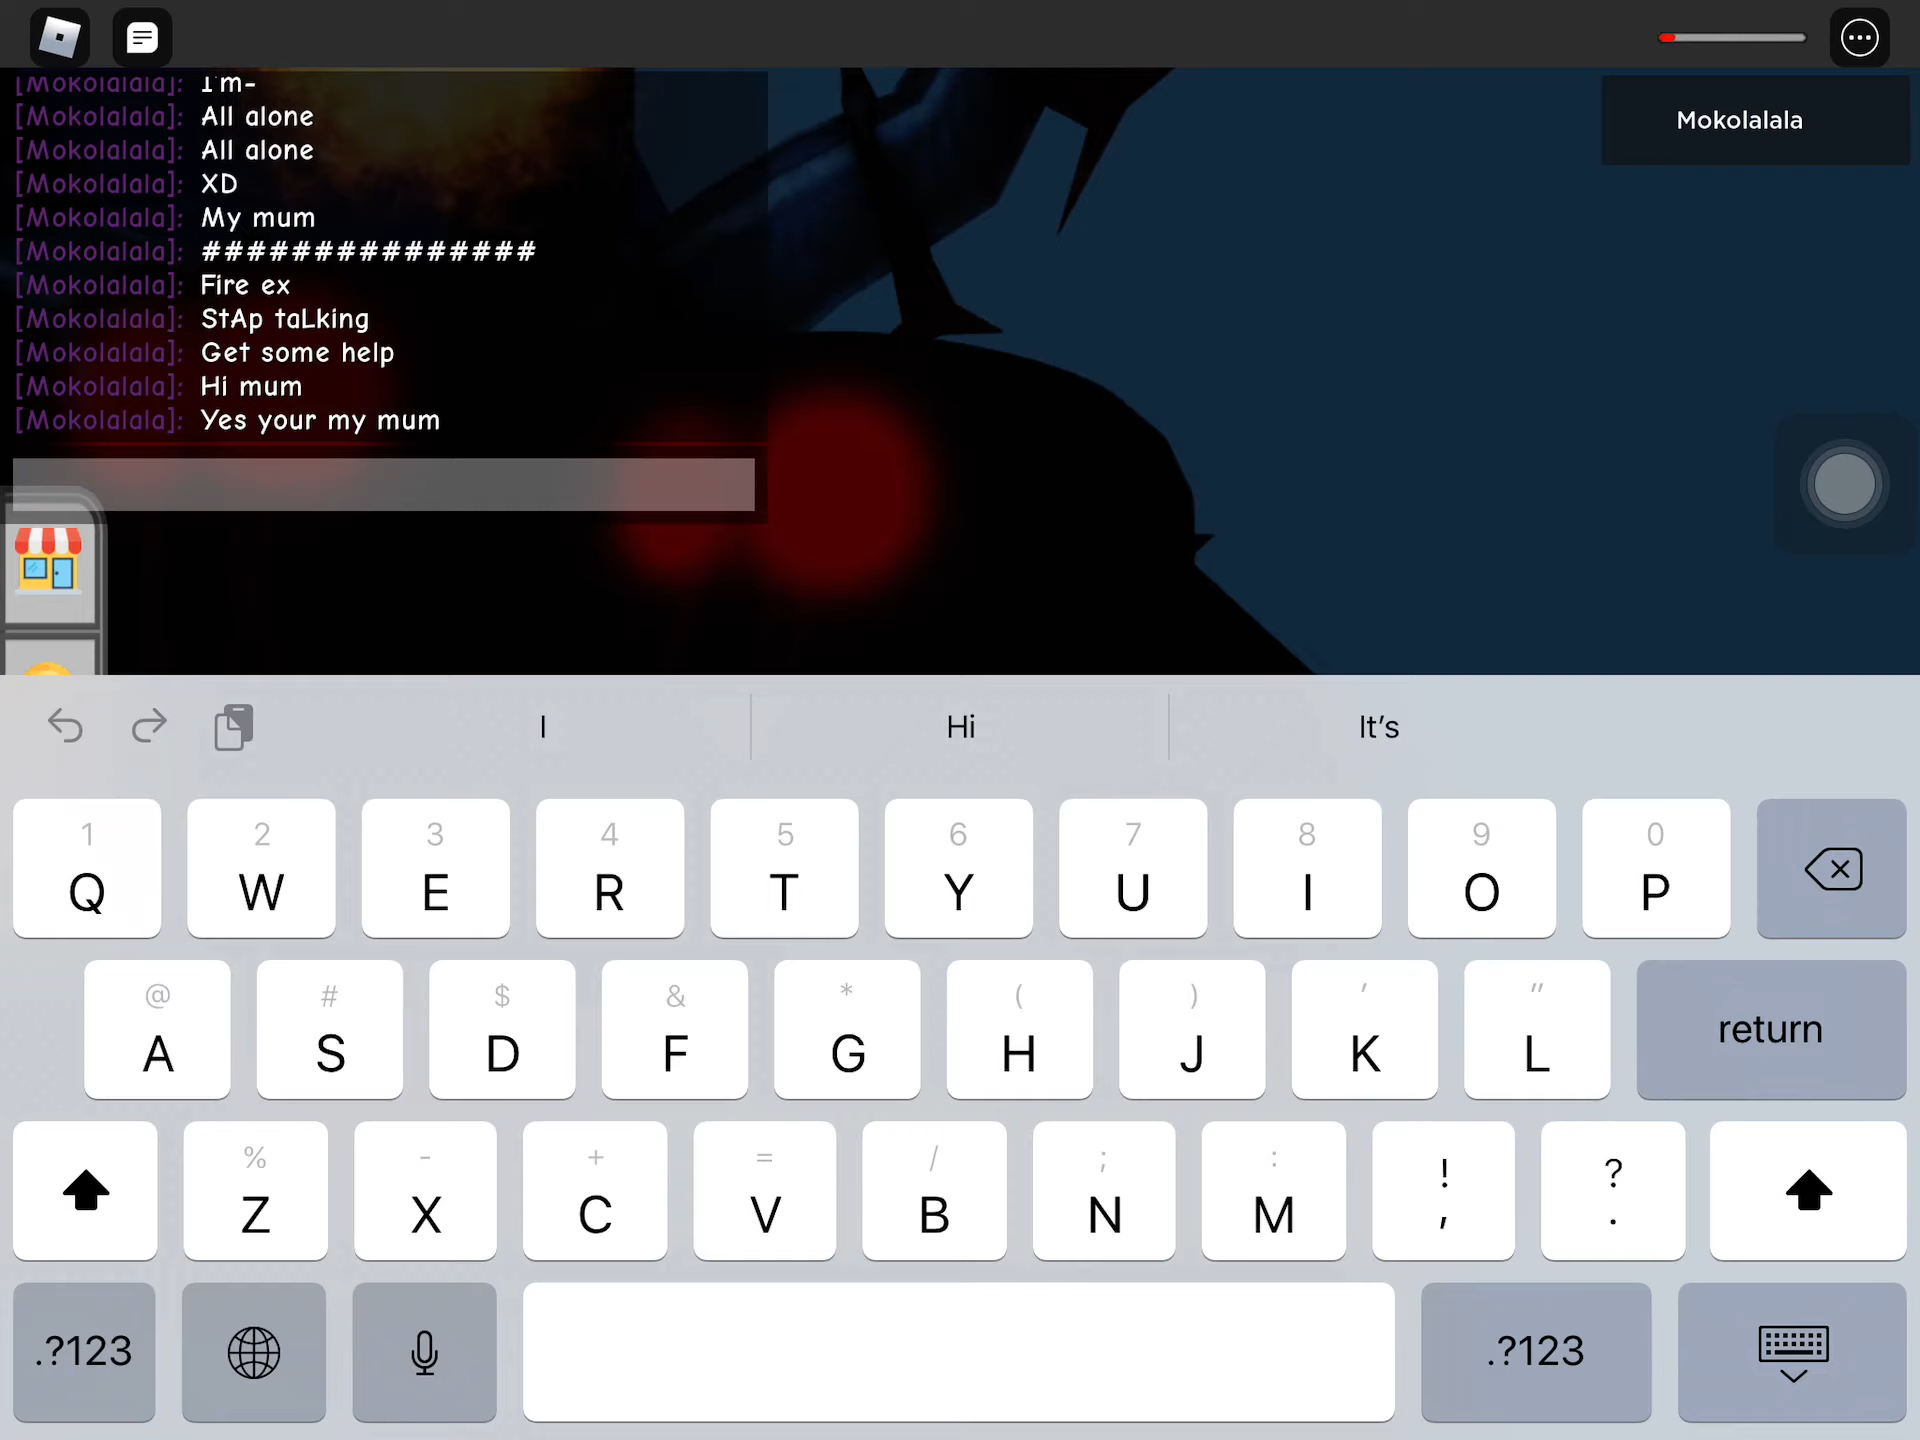 [Mokolalala]: I'm-
[Mokolalala]: All alone
[Mokolalala]: All alone
[Mokolalala]: XD
[Mokolalala]: My mum
[Mokolalala]: ###############
[Mokolalala]: Fire ex
[Mokolalala]: StAp taLking
[Mokolalala]: Get some help
[Mokolalala]: Hi mum
[Mokolalala]: Yes your my mum
Mokolalala
I Hi It's
1 2 3 4 5 6 7 8 9 0
Q W E R T Y U I O P
@ # $ & * ( ) ' "
A S D F G H J K L return
% - + = / ; : ! ?
Z X C V B N M , .
.?123 .?123